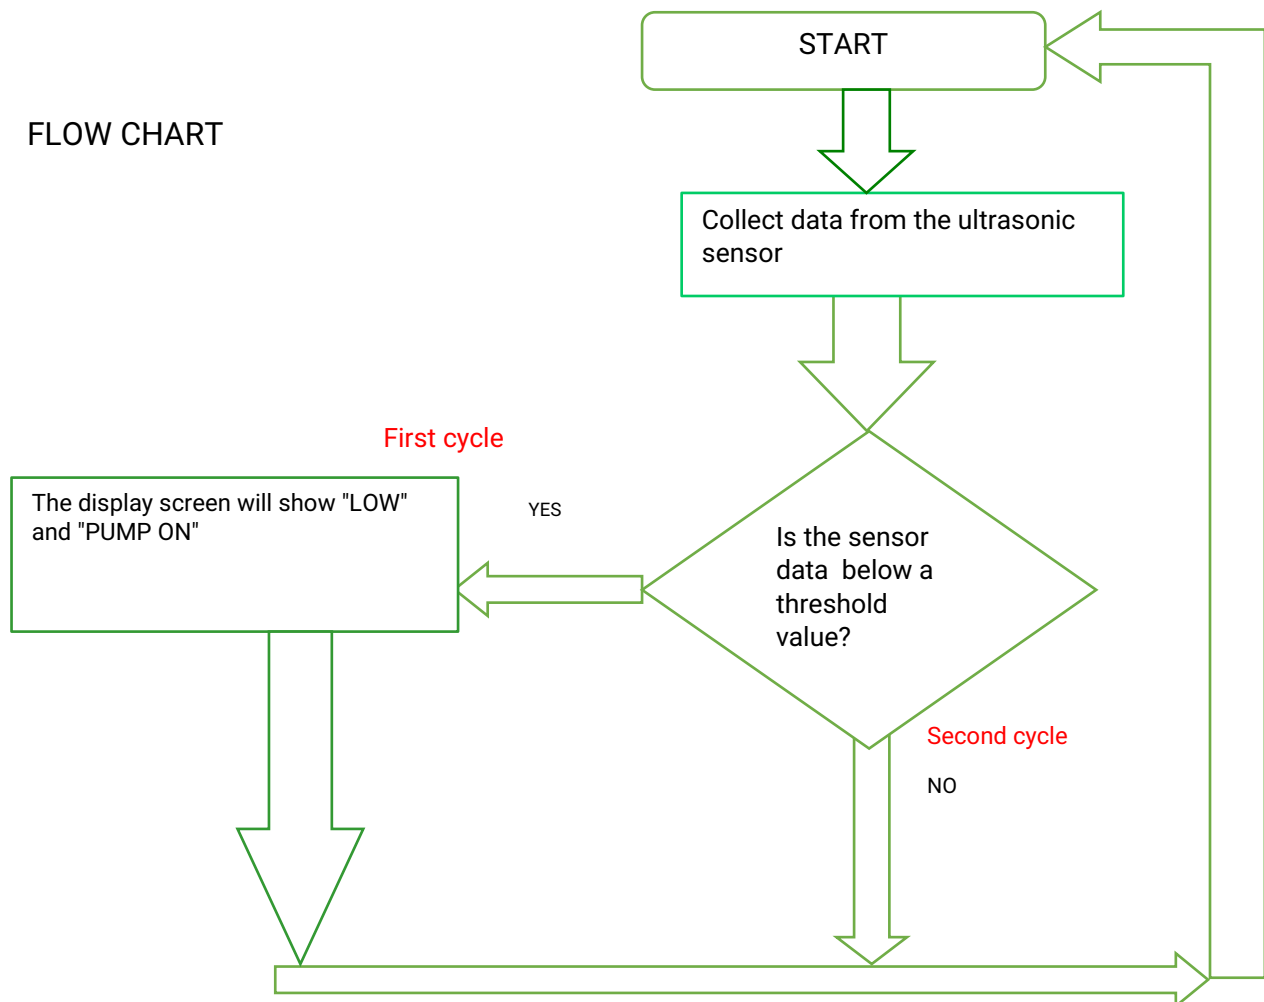 START
FLOW CHART
Collect data from the ultrasonic
sensor
First cycle
The display screen will show "LOW"
and "PUMP ON"
YES
Is the sensor
data  below a
threshold
value?
Second cycle
NO